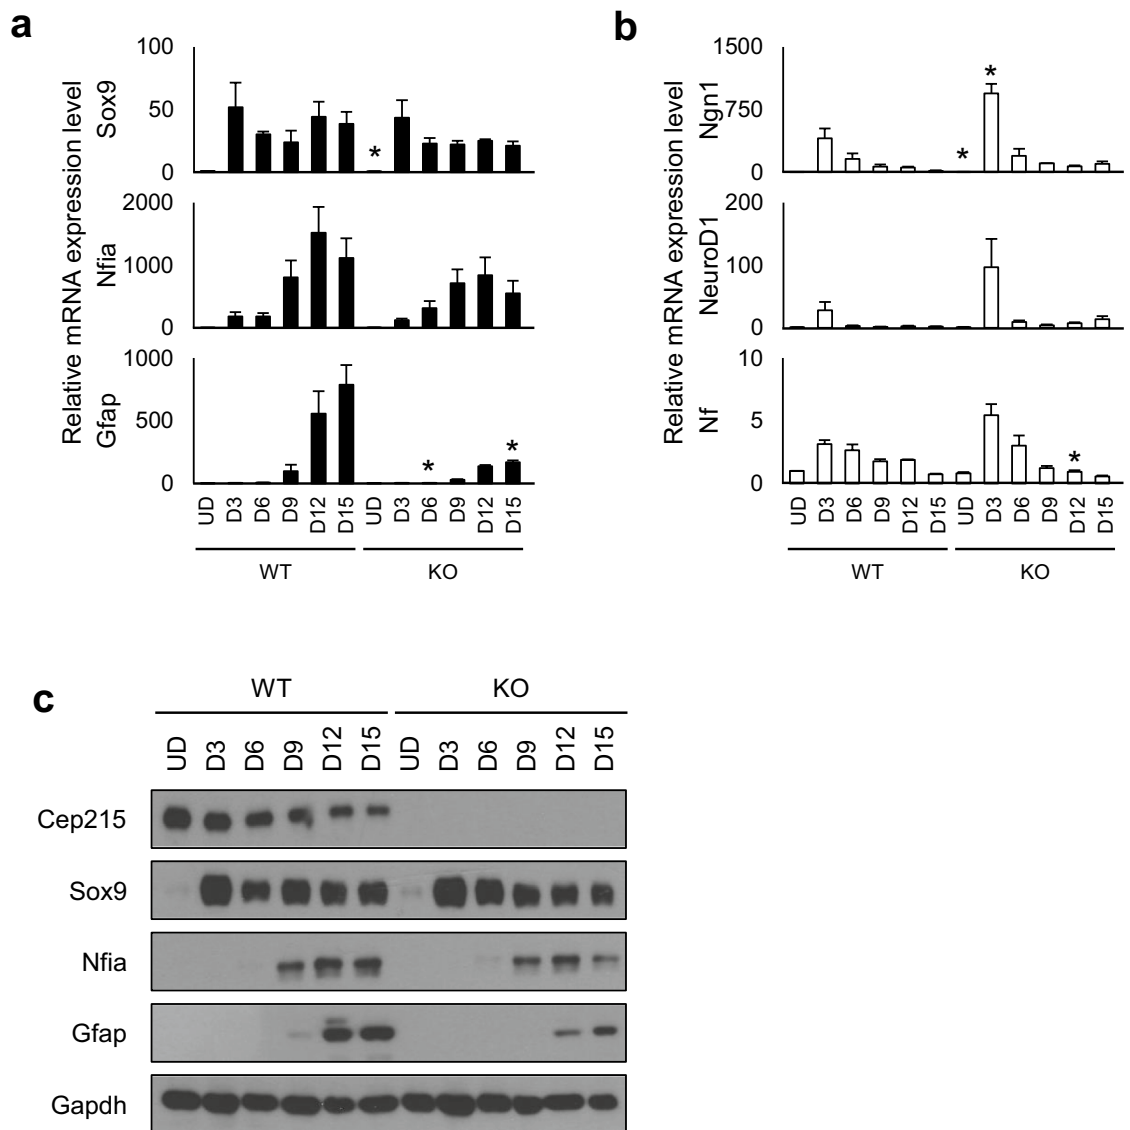 a
Relative mRNA expression level
Sox9
100
50
0
*
Nfia
2000
1000
0
Gfap
1000
500
0
*
*
UD D3 D6 D9 D12 D15 UD D3 D6 D9 D12 D15
WT KO
b
Relative mRNA expression level
Ngn1
1500
750
0
*
*
NeuroD1
200
100
0
Nf
10
5
0
*
UD D3 D6 D9 D12 D15 UD D3 D6 D9 D12 D15
WT KO
c
WT KO
UD D3 D6 D9 D12 D15 UD D3 D6 D9 D12 D15
Cep215
Sox9
Nfia
Gfap
Gapdh